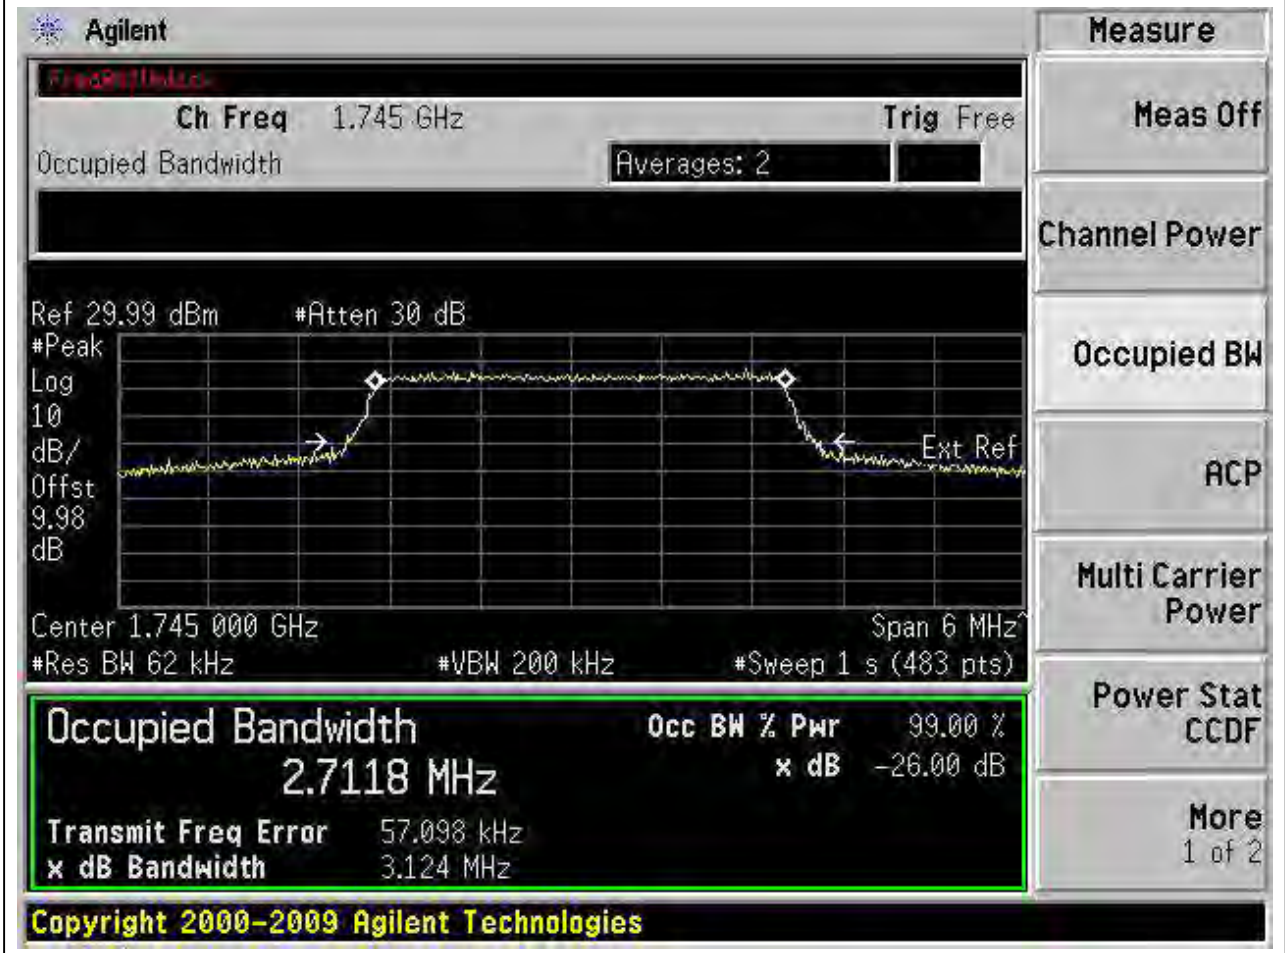 Agilent
Measure
Ch Freq 1.745 GHz Trig Free
Meas Off
Occupied Bandwidth Averages: 2
Channel Power
Ref 29.99 dBm #Atten 30 dB
#Peak
Log
10
dB/
Offst
9.98
dB
Ext Ref
Occupied BW
ACP
Center 1.745 000 GHz Span 6 MHz^
#Res BW 62 kHz #VBW 200 kHz #Sweep 1 s (483 pts)
Multi Carrier
Power
Occupied Bandwidth Occ BW % Pwr 99.00 %
2.7118 MHz x dB -26.00 dB
Transmit Freq Error 57.098 kHz
x dB Bandwidth 3.124 MHz
Power Stat
CCDF
More
1 of 2
Copyright 2000-2009 Agilent Technologies